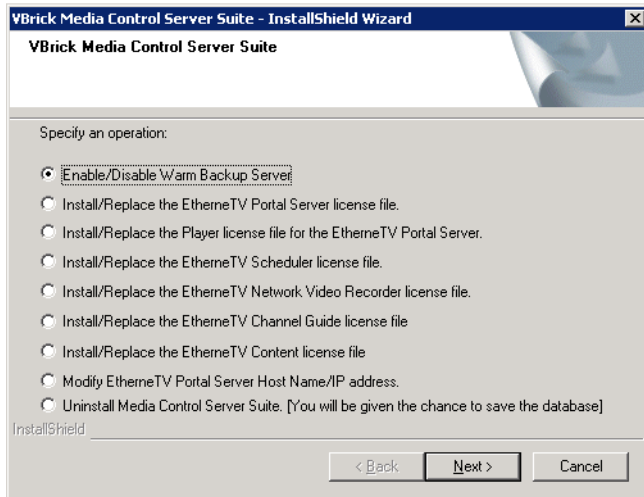 VBrick Media Control Server Suite - InstallShield Wizard
VBrick Media Control Server Suite
Specify an operation:
Enable/Disable Warm Backup Server
Install/Replace the EtherneTV Portal Server license file.
Install/Replace the Player license file for the EtherneTV Portal Server.
Install/Replace the EtherneTV Scheduler license file.
Install/Replace the EtherneTV Network Video Recorder license file.
Install/Replace the EtherneTV Channel Guide license file
Install/Replace the EtherneTV Content license file
Modify EtherneTV Portal Server Host Name/IP address.
Uninstall Media Control Server Suite. [You will be given the chance to save the database]
InstallShield
< Back Next > Cancel